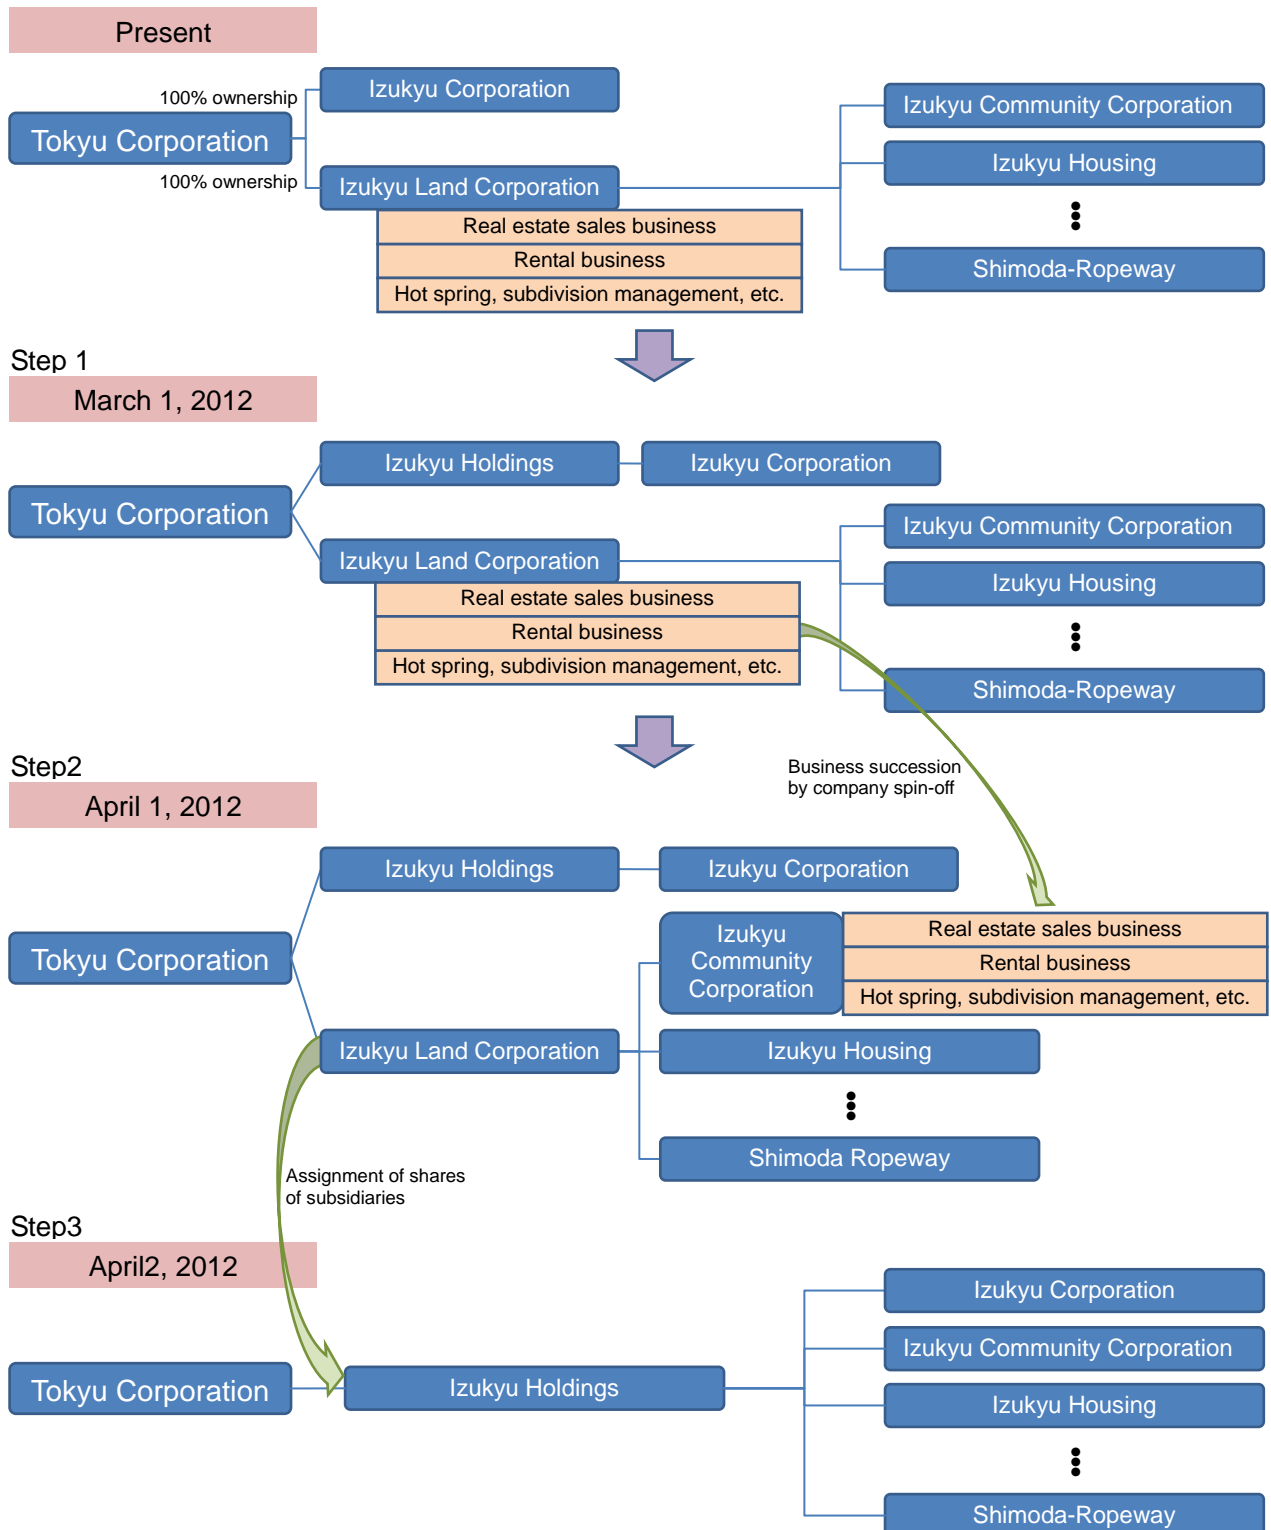 Present
100% ownership
Izukyu Corporation
Izukyu Community Corporation
Tokyu Corporation
Izukyu Housing
100% ownership
Izukyu Land Corporation
Real estate sales business
Rental business
Shimoda-Ropeway
Hot spring, subdivision management, etc.
Step 1
March 1, 2012
Izukyu Holdings
Izukyu Corporation
Tokyu Corporation
Izukyu Community Corporation
Izukyu Land Corporation
Izukyu Housing
Real estate sales business
Rental business
Hot spring, subdivision management, etc.
Shimoda-Ropeway
Step2
Business succession
by company spin-off
April 1, 2012
Izukyu Holdings
Izukyu Corporation
Tokyu Corporation
Izukyu
Community
Corporation
Real estate sales business
Rental business
Hot spring, subdivision management, etc.
Izukyu Land Corporation
Izukyu Housing
Shimoda Ropeway
Assignment of shares
of subsidiaries
Step3
April2, 2012
Izukyu Corporation
Izukyu Community Corporation
Tokyu Corporation
Izukyu Holdings
Izukyu Housing
Shimoda-Ropeway